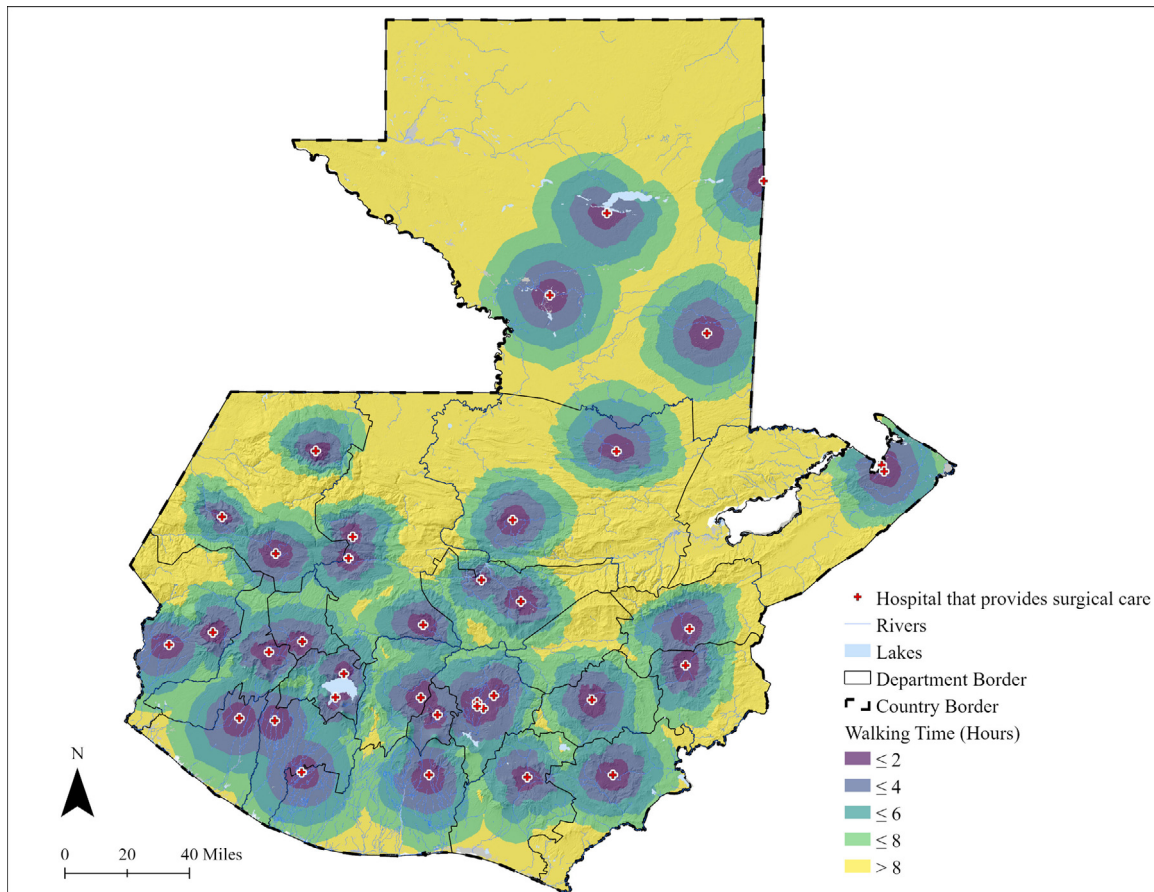 Hospital that provides surgical care
Rivers
Lakes
Department Border
Country Border
Walking Time (Hours)
≤ 2
≤ 4
≤ 6
≤ 8
> 8
N
0 20 40 Miles